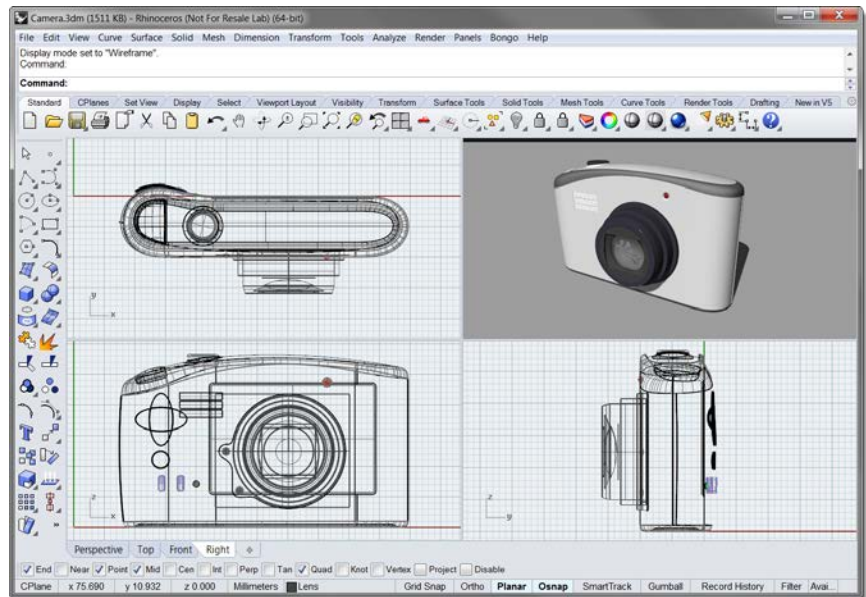 Camera.3dm (1511 KB) - Rhinoceros (Not For Resale Lab) (64-bit)
File Edit View Curve Surface Solid Mesh Dimension Transform Tools Analyze Render Panels Bongo Help
Display mode set to "Wireframe".
Command:
Command:
Standard CPlanes Set View Display Select Viewport Layout Visibility Transform Surface Tools Solid Tools Mesh Tools Curve Tools Render Tools Drafting New in V5
y
x
z
x
z
y
Perspective Top Front Right
End Near Point Mid Cen Int Perp Tan Quad Knot Vertex Project Disable
CPlane x 75.690 y 10.932 z 0.000 Millimeters Lens Grid Snap Ortho Planar Osnap SmartTrack Gumball Record History Filter Avai...